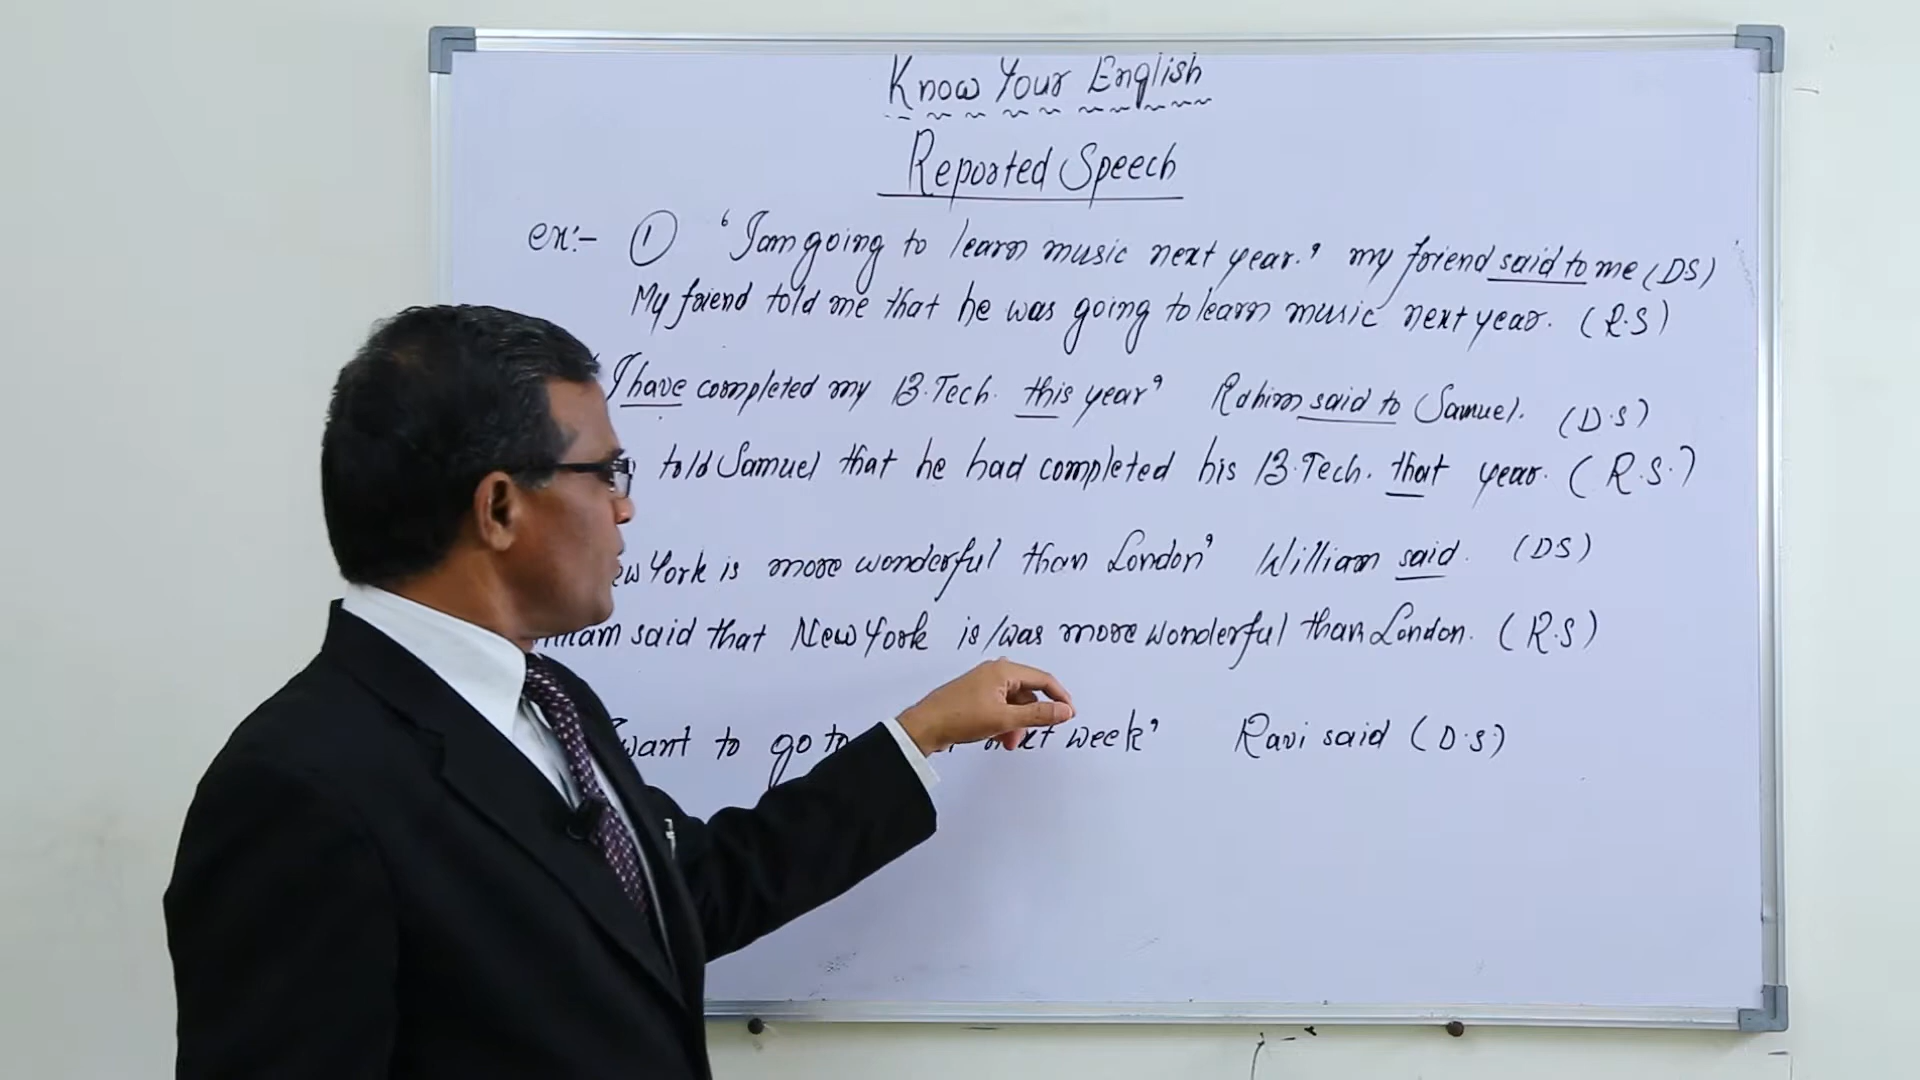 Know Your English
Reported Speech
ex:- ① 'I am going to learn music next year.' my friend said to me (DS)
My friend told me that he was going to learn music next year. (R.S)
'I have completed my B.Tech. this year' Rahim said to Samuel. (D.S)
told Samuel that he had completed his B.Tech. that year. (R.S.)
York is more wonderful than London' William said. (DS)
said that New York is/was more wonderful than London. (R.S)
want to go to week' Ravi said (D.S.)